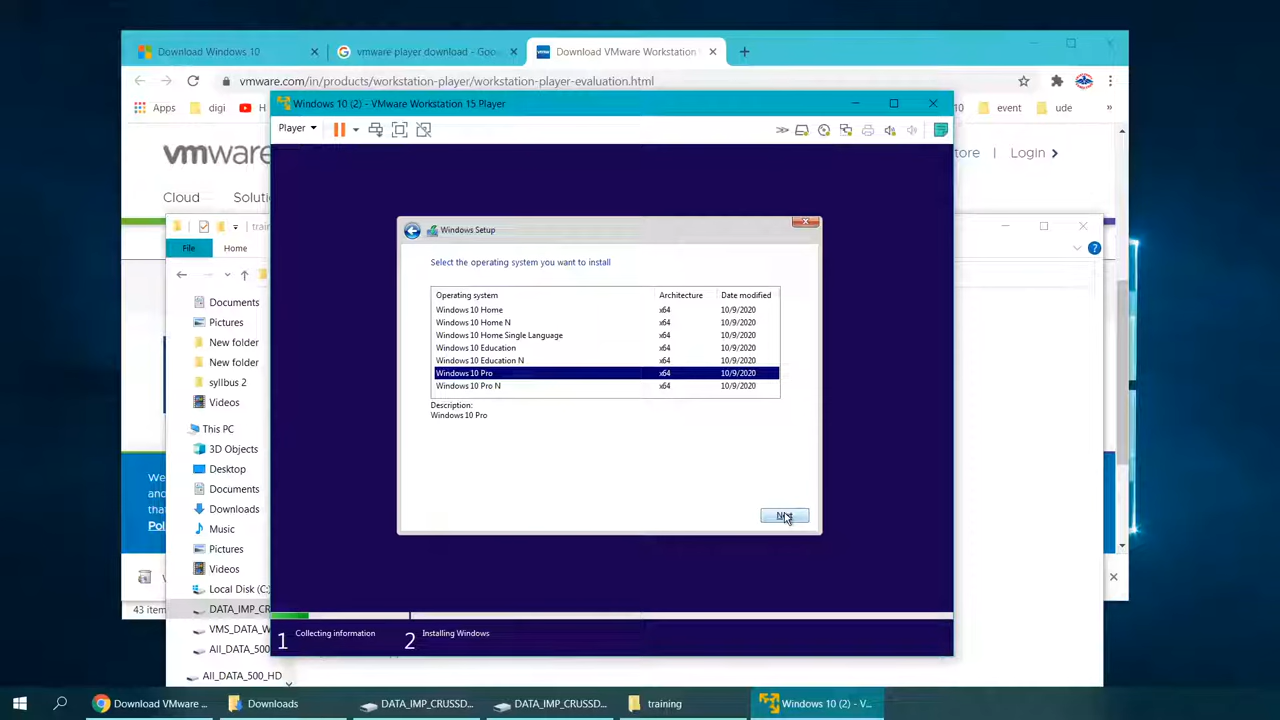 Download Windows 10
vmware player download - Goo
Download VMware Workstation
vmware.com/in/products/workstation-player/workstation-player-evaluation.html
Apps
digi
H
10
event
ude
»
Windows 10 (2) - VMware Workstation 15 Player
Player
vmware
tore | Login
Cloud
Soluti
train
File
Home
Documents
Pictures
New folder
New folder
syllbus 2
Videos
This PC
3D Objects
Desktop
Documents
Downloads
Music
Pictures
Videos
Local Disk (C:)
DATA_IMP_CR
VMS_DATA_W
All_DATA_500
All_DATA_500_HD
We
and
that
Pol
43 item
Windows Setup
Select the operating system you want to install
Operating system Architecture Date modified
Windows 10 Home x64 10/9/2020
Windows 10 Home N x64 10/9/2020
Windows 10 Home Single Language x64 10/9/2020
Windows 10 Education x64 10/9/2020
Windows 10 Education N x64 10/9/2020
Windows 10 Pro x64 10/9/2020
Windows 10 Pro N x64 10/9/2020
Description:
Windows 10 Pro
Next
1 Collecting information
2 Installing Windows
Download VMware ...
Downloads
DATA_IMP_CRUSSD...
DATA_IMP_CRUSSD...
training
Windows 10 (2) - V...